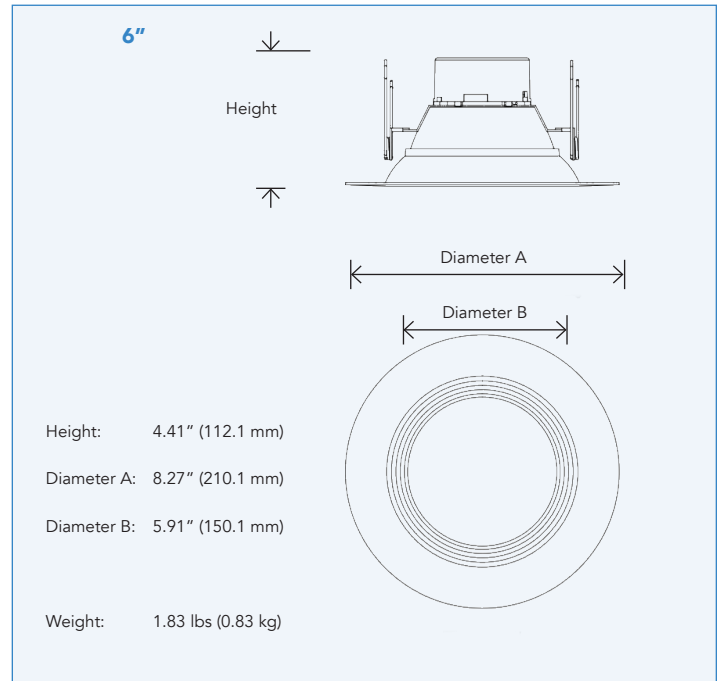 6”
Height
Diameter A
Diameter B
Height: 4.41” (112.1 mm)
Diameter A: 8.27” (210.1 mm)
Diameter B: 5.91” (150.1 mm)
Weight: 1.83 lbs (0.83 kg)